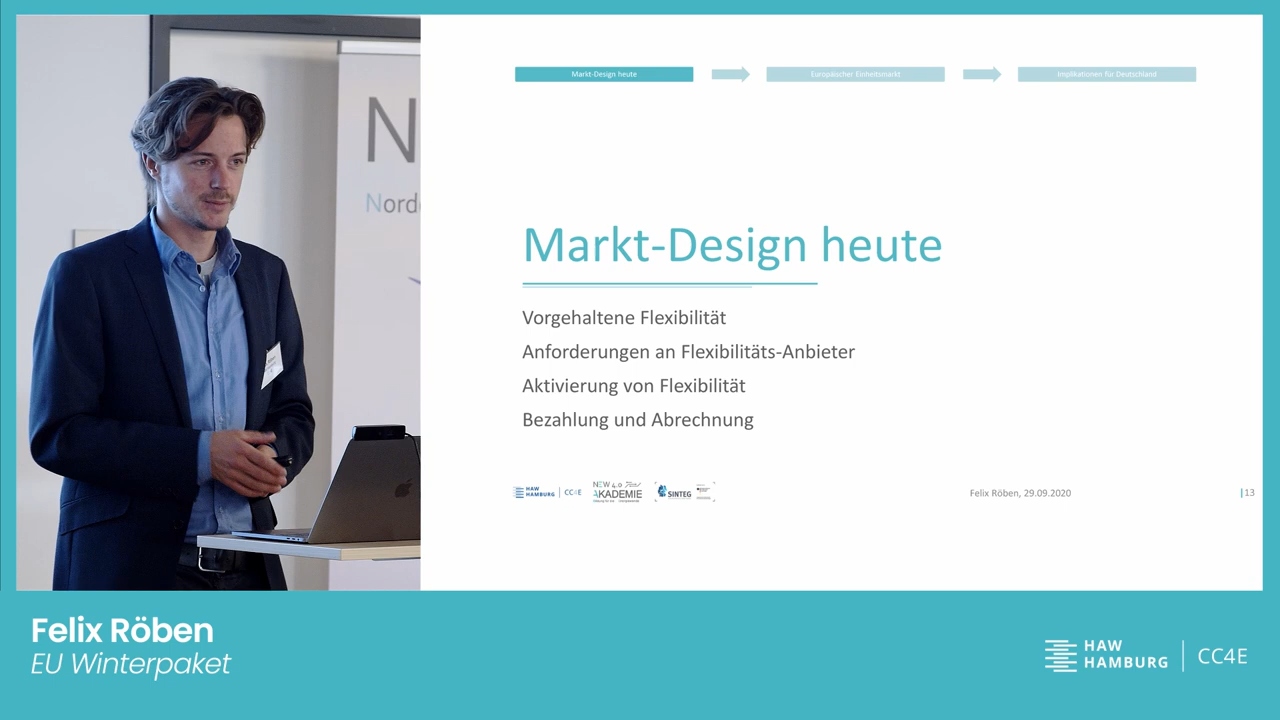 N
Norde
Markt-Design heute
Europäischer Einheitsmarkt
Implikationen für Deutschland
Markt-Design heute
Vorgehaltene Flexibilität
Anforderungen an Flexibilitäts-Anbieter
Aktivierung von Flexibilität
Bezahlung und Abrechnung
HAW HAMBURG | CC4E
NEW 4.0
AKADEMIE
SINTEG
Felix Röben, 29.09.2020
|13
Felix Röben
EU Winterpaket
HAW
HAMBURG
CC4E